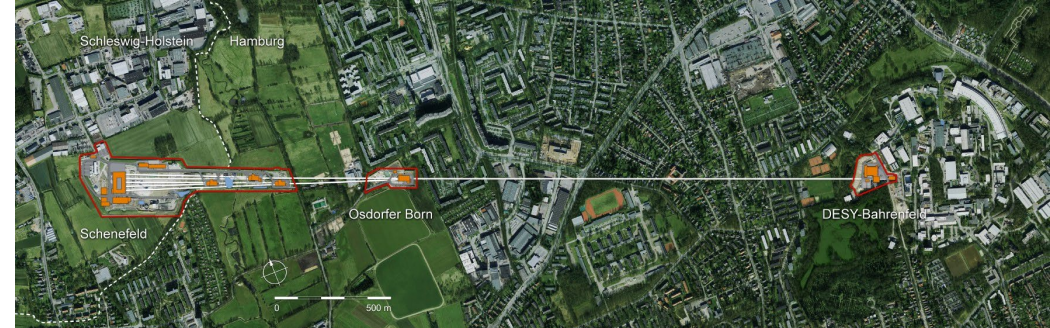 Schleswig-Holstein
Hamburg
Osdorfer Born
DESY-Bahrenfeld
Schenefeld
0
500 m